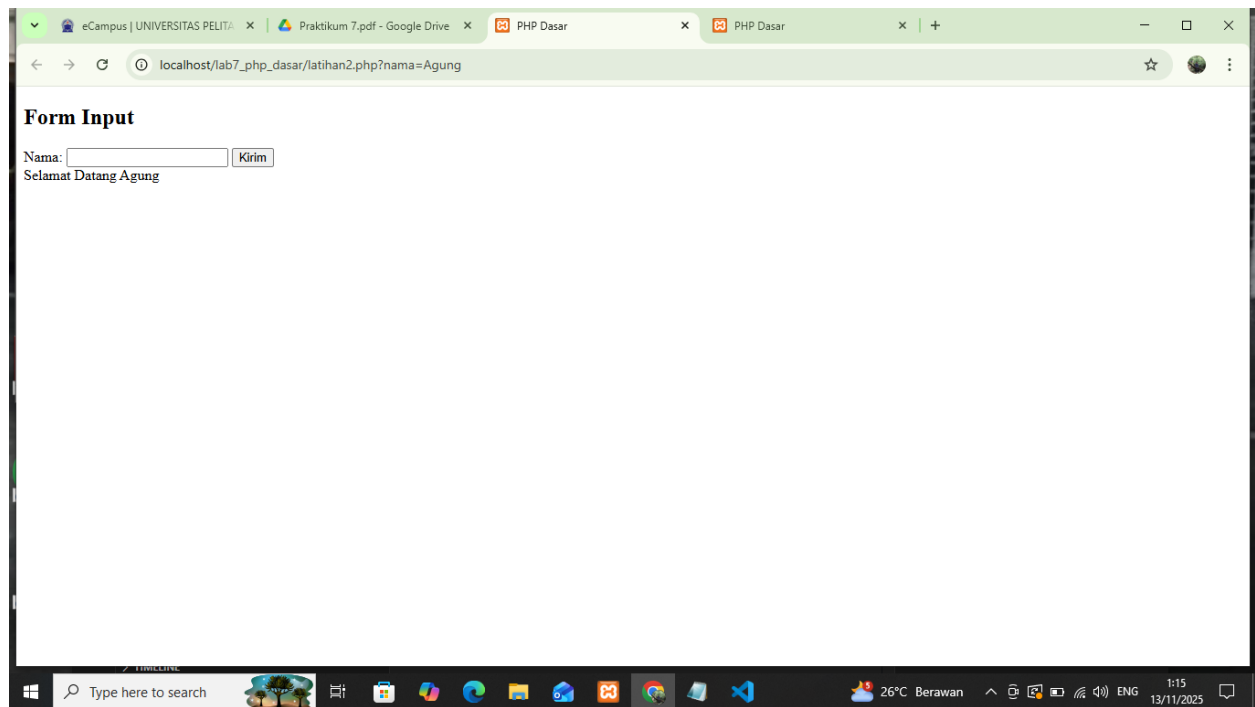 eCampus | UNIVERSITAS PELITA
Praktikum 7.pdf - Google Drive
PHP Dasar
PHP Dasar
localhost/lab7_php_dasar/latihan2.php?nama=Agung
Form Input
Nama: Kirim
Selamat Datang Agung
TIMELINE
Type here to search
26°C Berawan
ENG
1:15
13/11/2025